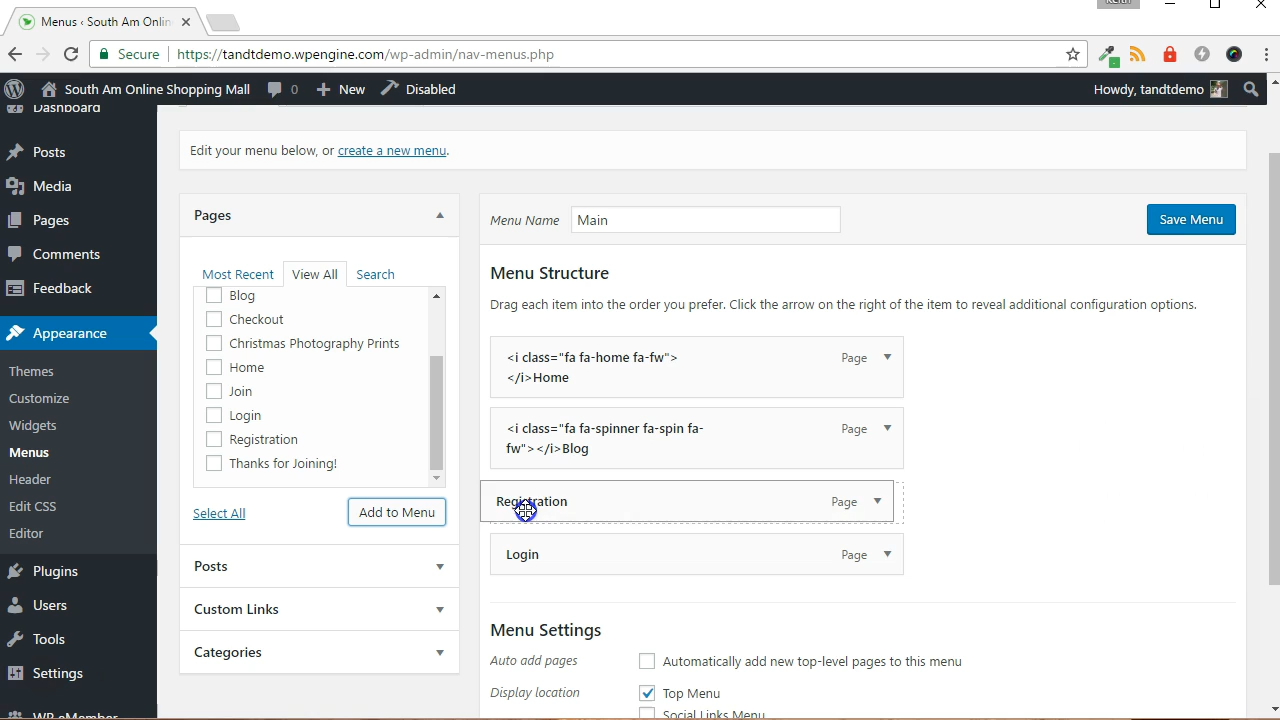 Keith
Menus ‹ South Am Onlin
Secure https://tandtdemo.wpengine.com/wp-admin/nav-menus.php
South Am Online Shopping Mall 0 New Disabled Howdy, tandtdemo
Dashboard
Posts
Media
Pages
Comments
Feedback
Appearance
Themes
Customize
Widgets
Menus
Header
Edit CSS
Editor
Plugins
Users
Tools
Settings
WP eMember
Edit your menu below, or create a new menu.
Pages
Most Recent View All Search
Blog
Checkout
Christmas Photography Prints
Home
Join
Login
Registration
Thanks for Joining!
Select All Add to Menu
Posts
Custom Links
Categories
Menu Name Main Save Menu
Menu Structure
Drag each item into the order you prefer. Click the arrow on the right of the item to reveal additional configuration options.
<i class="fa fa-home fa-fw"> Page
</i>Home
<i class="fa fa-spinner fa-spin fa- Page
fw"></i>Blog
Registration Page
Login Page
Menu Settings
Auto add pages Automatically add new top-level pages to this menu
Display location Top Menu
Social Links Menu